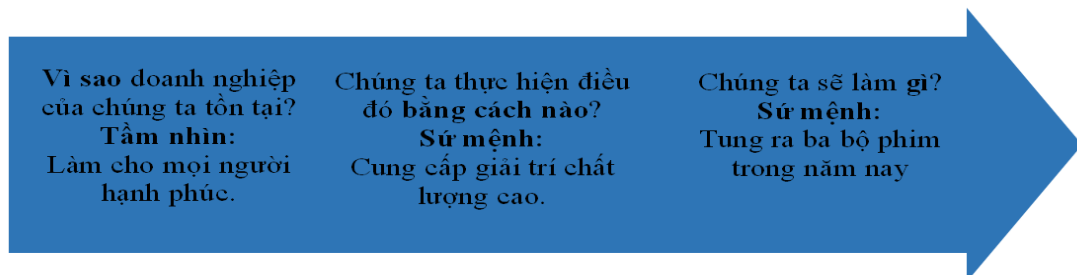 Vì sao doanh nghiệp
của chúng ta tồn tại?
Tầm nhìn:
Làm cho mọi người
hạnh phúc.
Chúng ta thực hiện điều
đó bằng cách nào?
Sứ mệnh:
Cung cấp giải trí chất
lượng cao.
Chúng ta sẽ làm gì?
Sứ mệnh:
Tung ra ba bộ phim
trong năm nay